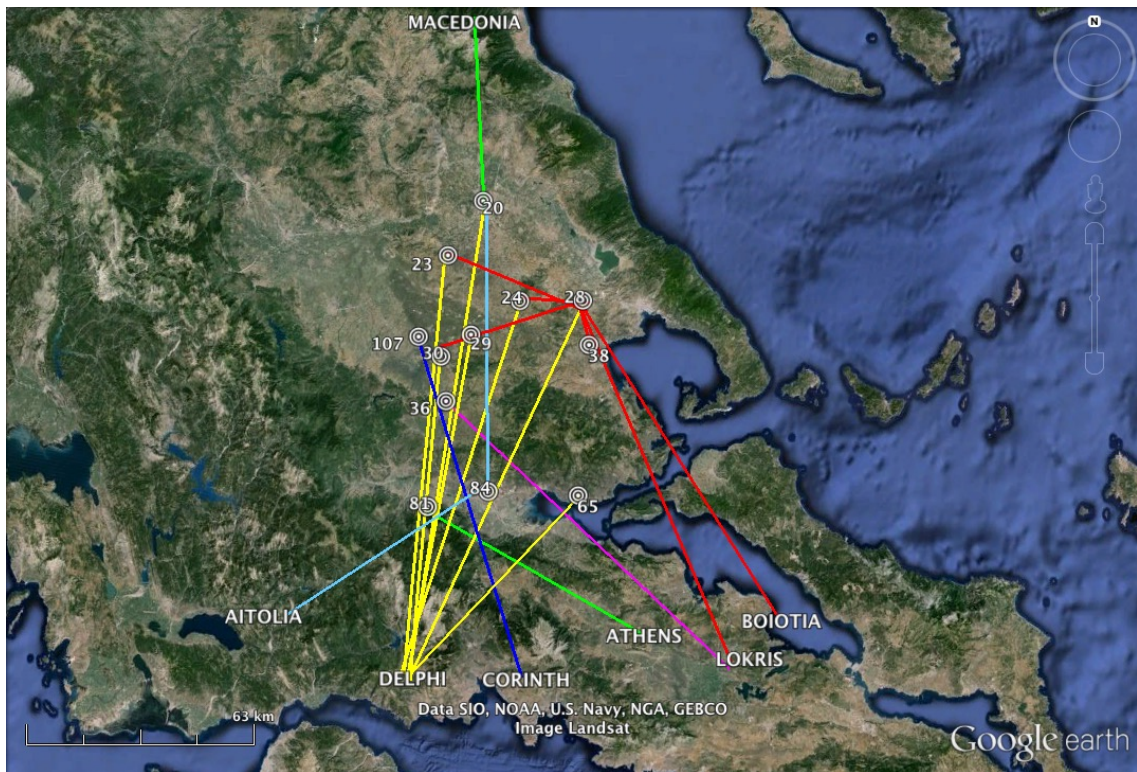 MACEDONIA
N
20
23
24
28
107
30
29
38
36
84
81
65
AITOLIA
BOIOTIA
ATHENS
LOKRIS
DELPHI
CORINTH
Data SIO, NOAA, U.S. Navy, NGA, GEBCO
Image Landsat
63 km
Google earth